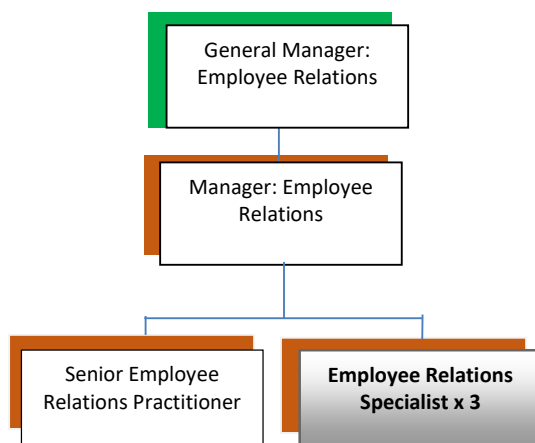 General Manager:
Employee Relations
Manager: Employee
Relations
Senior Employee
Relations Practitioner
Employee Relations
Specialist x 3